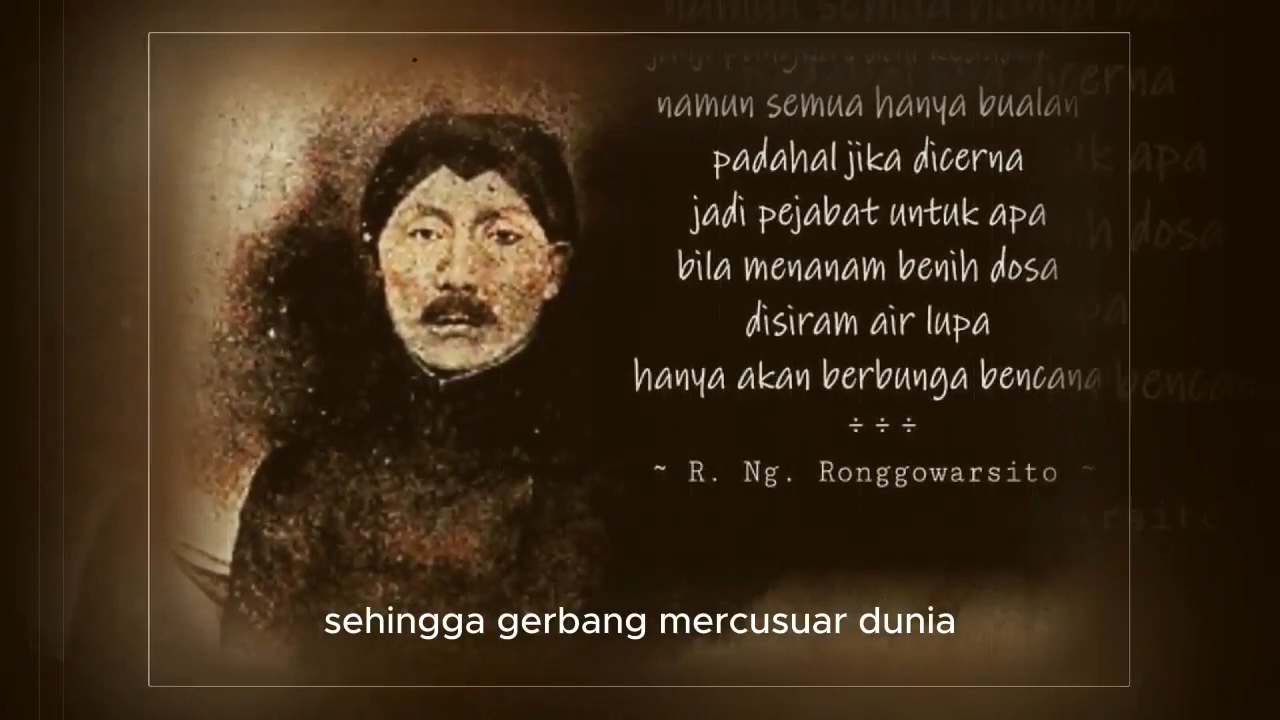 namun semua hanya bualan
padahal jika dicerna
jadi pejabat untuk apa
bila menanam benih dosa
disiram air lupa
hanya akan berbunga bencana
÷ ÷ ÷
~ R. Ng. Ronggowarsito ~
sehingga gerbang mercusuar dunia